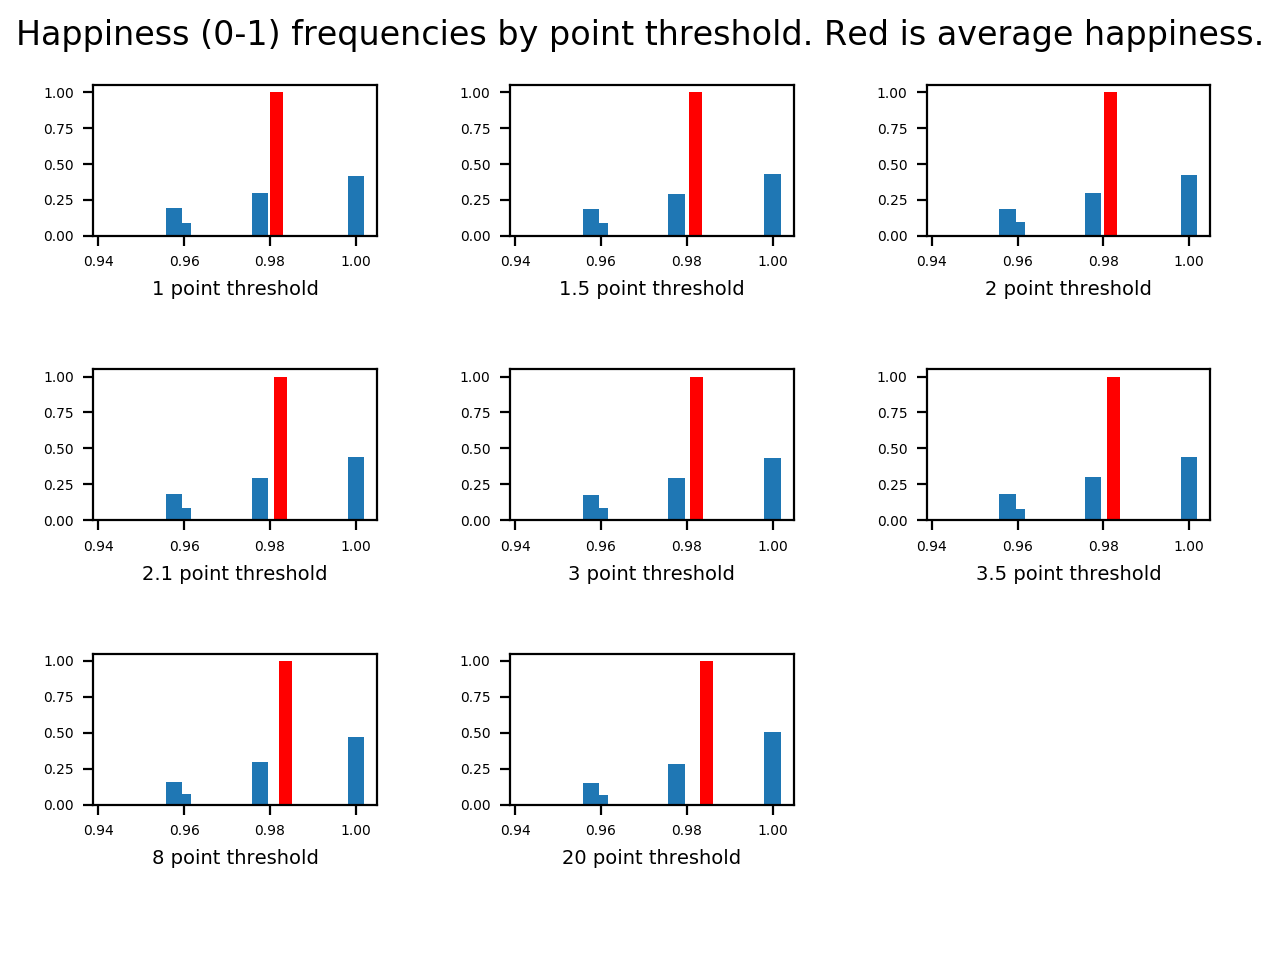 Happiness (0-1) frequencies by point threshold. Red is average happiness.
1.00 0.75 0.50 0.25 0.00
0.94 0.96 0.98 1.00
1 point threshold
1.00 0.75 0.50 0.25 0.00
0.94 0.96 0.98 1.00
1.5 point threshold
1.00 0.75 0.50 0.25 0.00
0.94 0.96 0.98 1.00
2 point threshold
1.00 0.75 0.50 0.25 0.00
0.94 0.96 0.98 1.00
2.1 point threshold
1.00 0.75 0.50 0.25 0.00
0.94 0.96 0.98 1.00
3 point threshold
1.00 0.75 0.50 0.25 0.00
0.94 0.96 0.98 1.00
3.5 point threshold
1.00 0.75 0.50 0.25 0.00
0.94 0.96 0.98 1.00
8 point threshold
1.00 0.75 0.50 0.25 0.00
0.94 0.96 0.98 1.00
20 point threshold